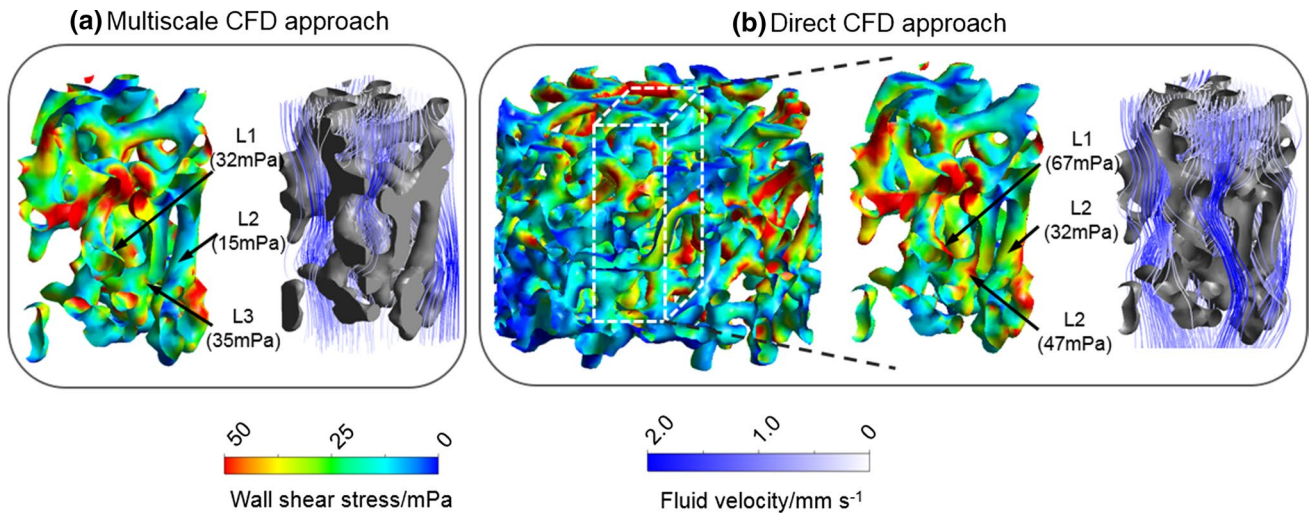 (a) Multiscale CFD approach
(b) Direct CFD approach
L1
(32mPa)
L2
(15mPa)
L3
(35mPa)
L1
(67mPa)
L2
(32mPa)
L2
(47mPa)
50
25
0
Wall shear stress/mPa
2.0
1.0
0
Fluid velocity/mm s⁻¹